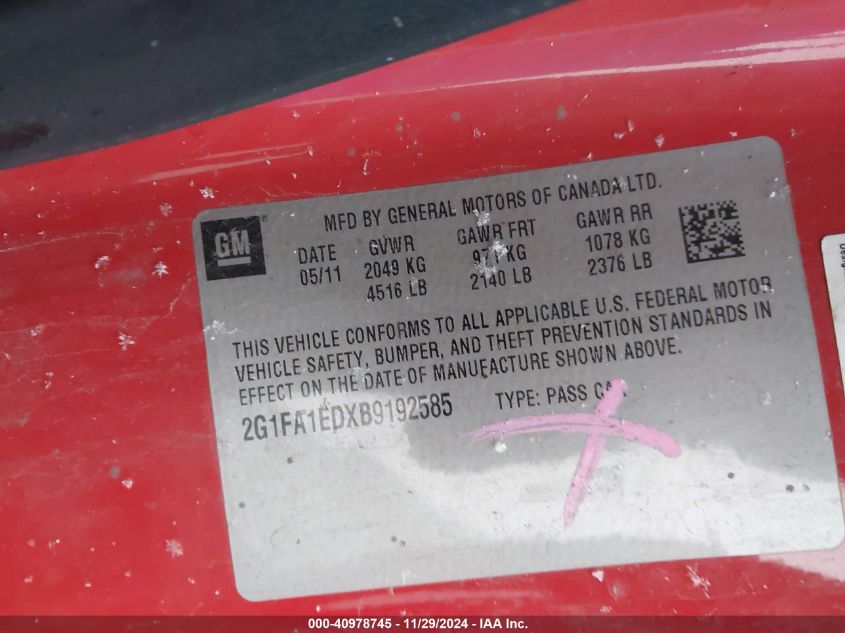 MFD BY GENERAL MOTORS OF CANADA LTD.
GM
DATE GVWR GAWR FRT GAWR RR
05/11 2049 KG 971 KG 1078 KG
4516 LB 2140 LB 2376 LB
THIS VEHICLE CONFORMS TO ALL APPLICABLE U.S. FEDERAL MOTOR
VEHICLE SAFETY, BUMPER, AND THEFT PREVENTION STANDARDS IN
EFFECT ON THE DATE OF MANUFACTURE SHOWN ABOVE.
2G1FA1EDXB9192585 TYPE: PASS CAR
000-40978745 - 11/29/2024 - IAA Inc.